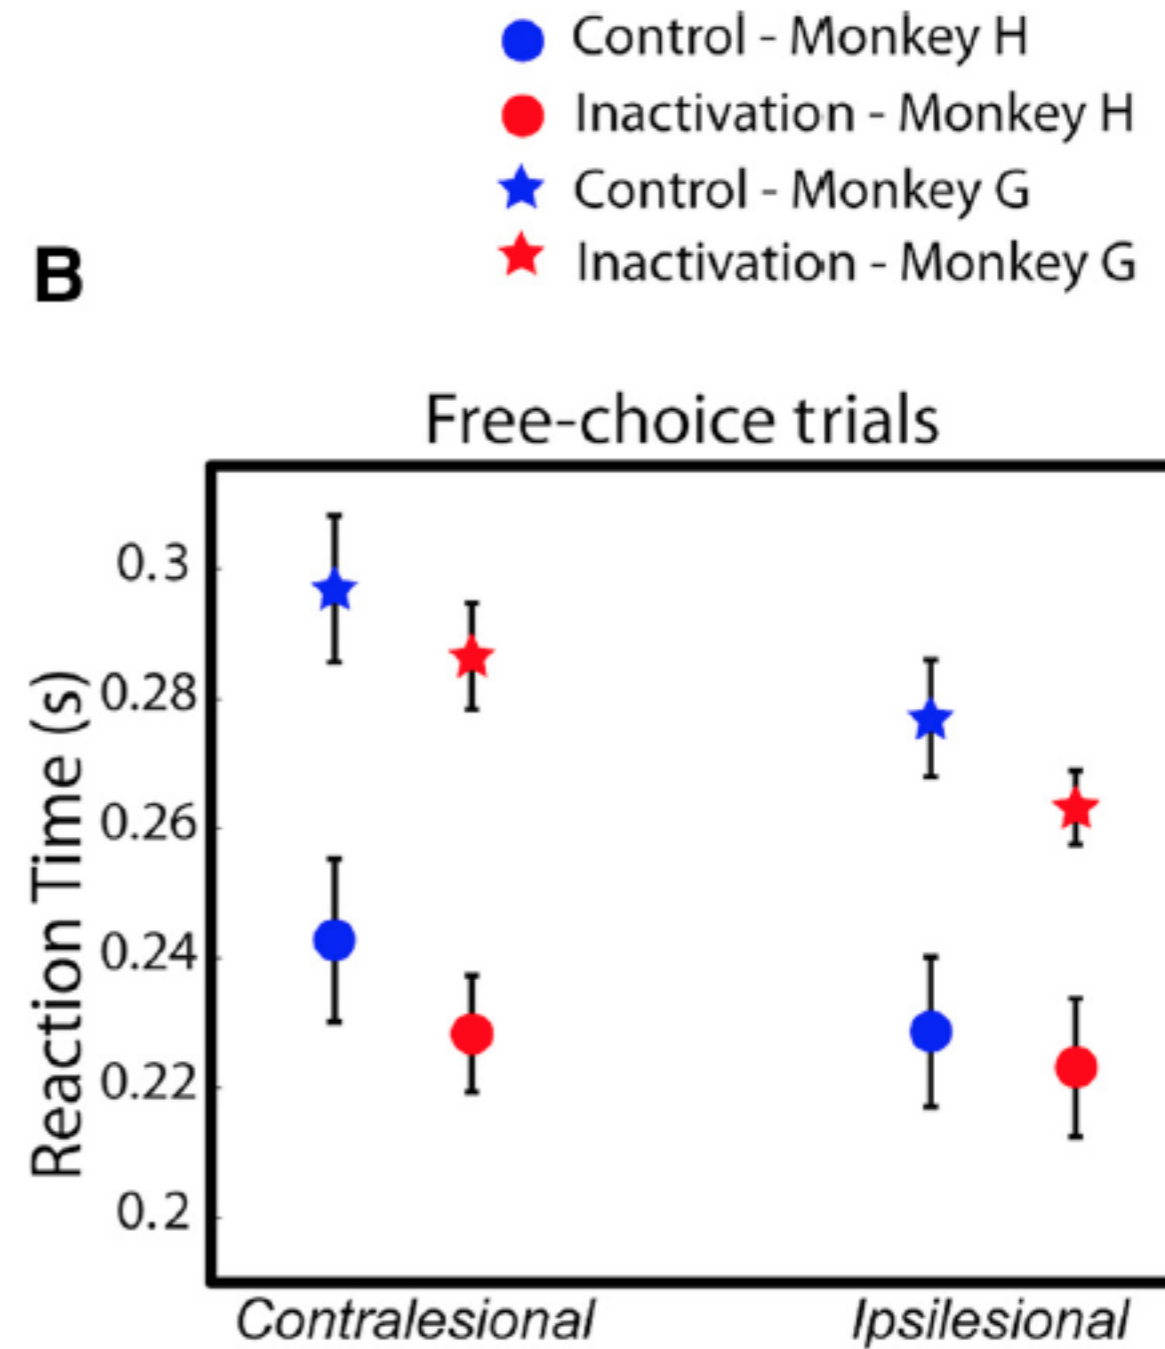 Control - Monkey H
Inactivation - Monkey H
Control - Monkey G
Inactivation - Monkey G
B
Free-choice trials
Reaction Time (s)
0.3
0.28
0.26
0.24
0.22
0.2
Contralesional
Ipsilesional